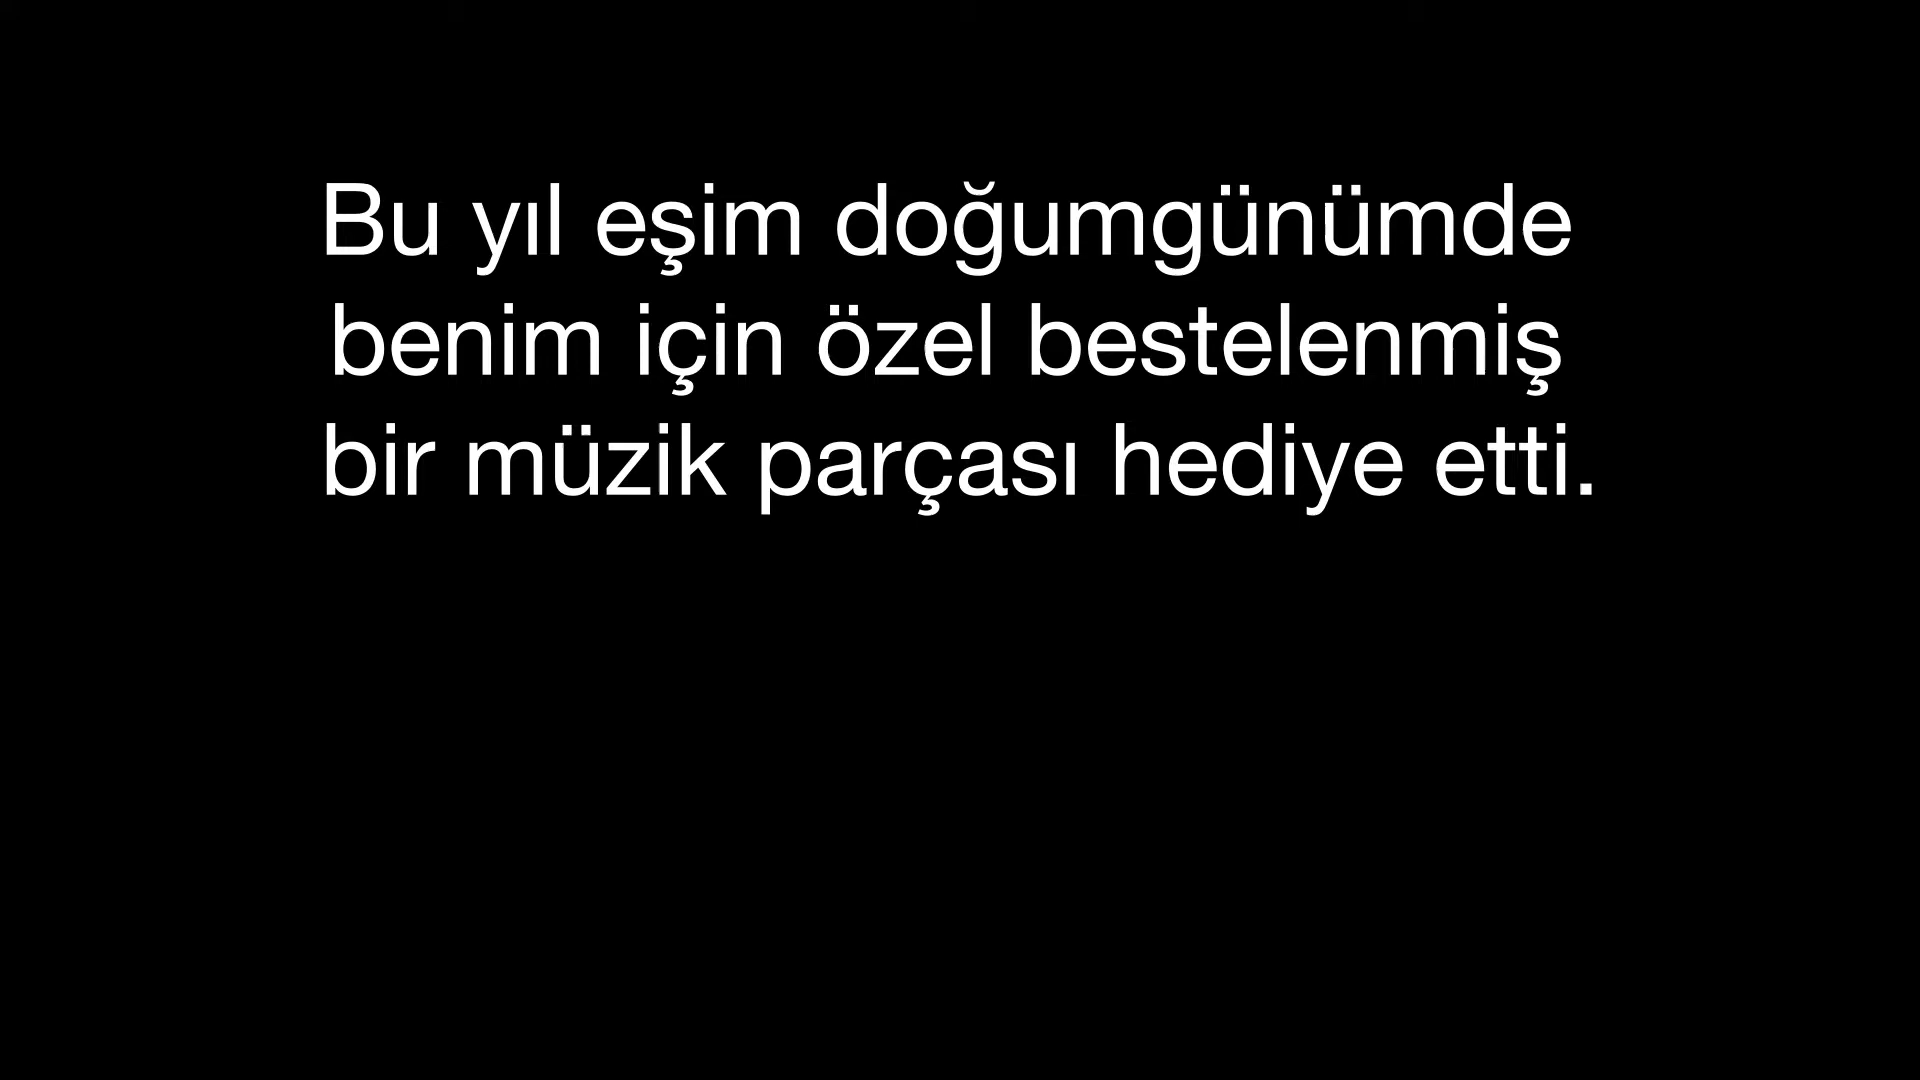 Bu yıl eşim doğumgünümde
benim için özel bestelenmiş
bir müzik parçası hediye etti.